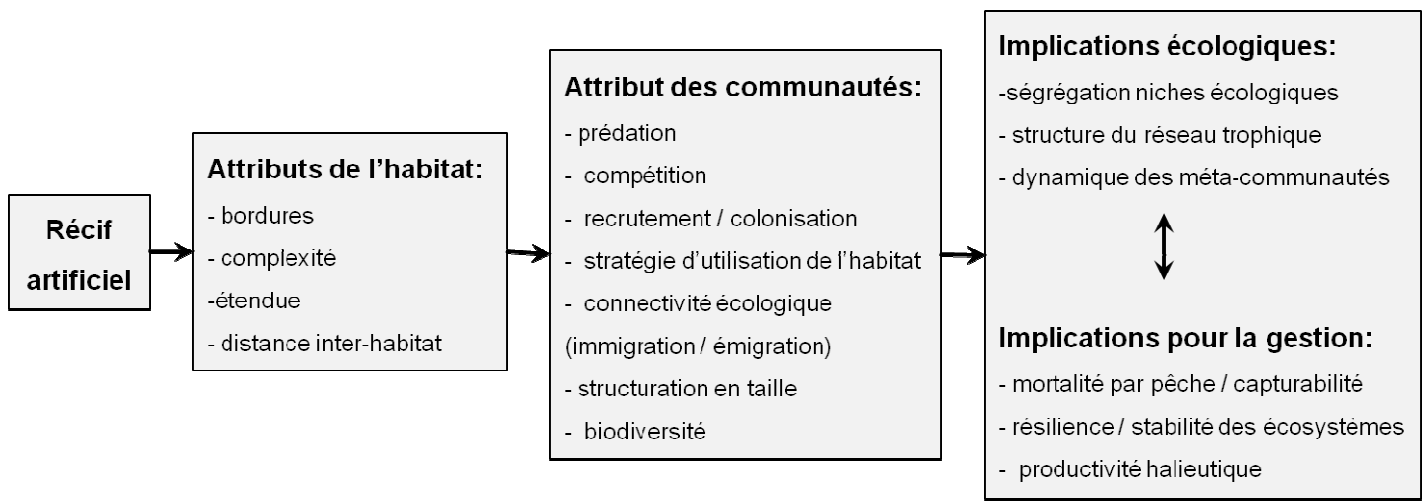 Récif
artificiel
Attributs de l’habitat:
- bordures
- complexité
-étendue
- distance inter-habitat
Attribut des communautés:
- prédation
- compétition
- recrutement / colonisation
- stratégie d’utilisation de l’habitat
- connectivité écologique
(immigration / émigration)
- structuration en taille
- biodiversité
Implications écologiques:
-ségrégation niches écologiques
- structure du réseau trophique
- dynamique des méta-communautés
Implications pour la gestion:
- mortalité par pêche / capturabilité
- résilience / stabilité des écosystèmes
- productivité halieutique